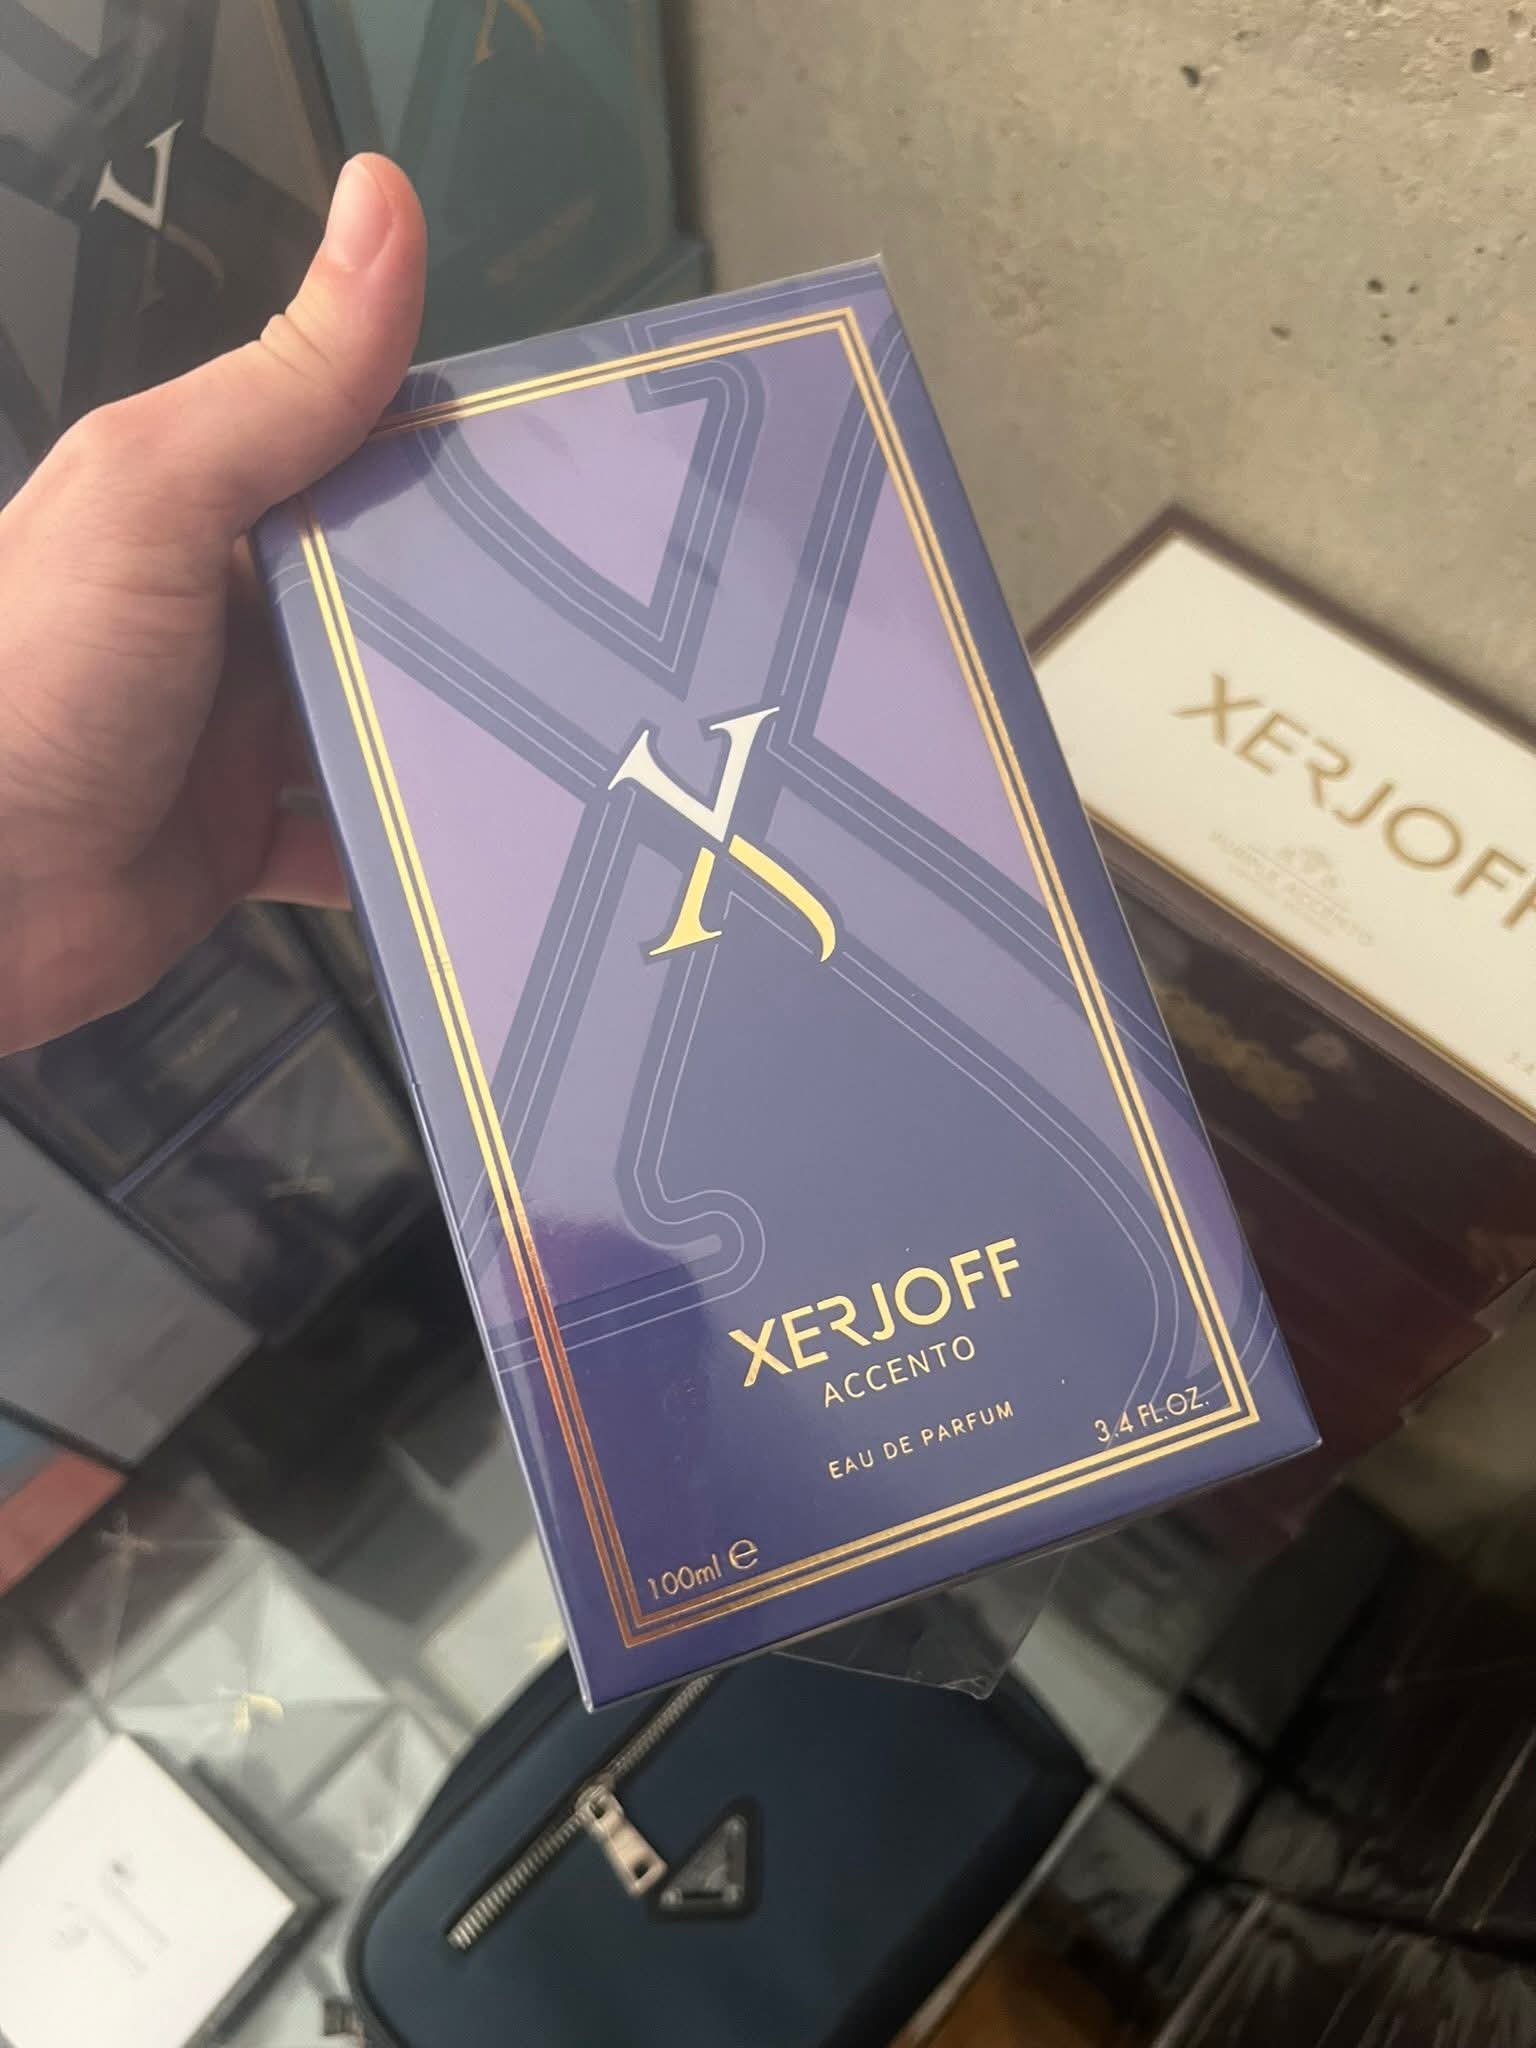 XERJOFF
ACCENTO
EAU DE PARFUM
3.4 FL.OZ.
100ml e
XERJOFF